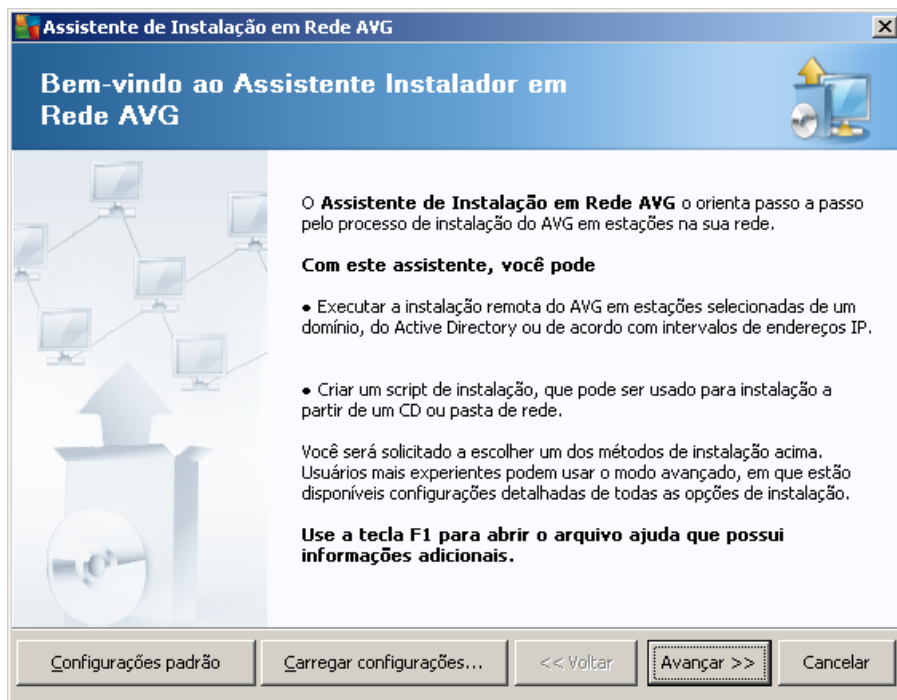 Assistente de Instalação em Rede AVG
Bem-vindo ao Assistente Instalador em
Rede AVG
O Assistente de Instalação em Rede AVG o orienta passo a passo
pelo processo de instalação do AVG em estações na sua rede.
Com este assistente, você pode
• Executar a instalação remota do AVG em estações selecionadas de um
domínio, do Active Directory ou de acordo com intervalos de endereços IP.
• Criar um script de instalação, que pode ser usado para instalação a
partir de um CD ou pasta de rede.
Você será solicitado a escolher um dos métodos de instalação acima.
Usuários mais experientes podem usar o modo avançado, em que estão
disponíveis configurações detalhadas de todas as opções de instalação.
Use a tecla F1 para abrir o arquivo ajuda que possui
informações adicionais.
Configurações padrão
Carregar configurações...
<< Voltar
Avançar >>
Cancelar